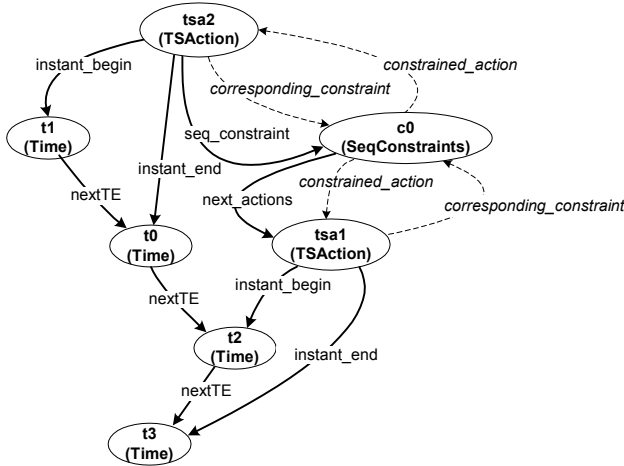 tsa2
(TSAction)
instant_begin
constrained_action
corresponding_constraint
t1
(Time)
c0
(SeqConstraints)
seq_constraint
instant_end
constrained_action
nextTE
next_actions
corresponding_constraint
t0
(Time)
tsa1
(TSAction)
instant_begin
nextTE
t2
(Time)
instant_end
nextTE
t3
(Time)